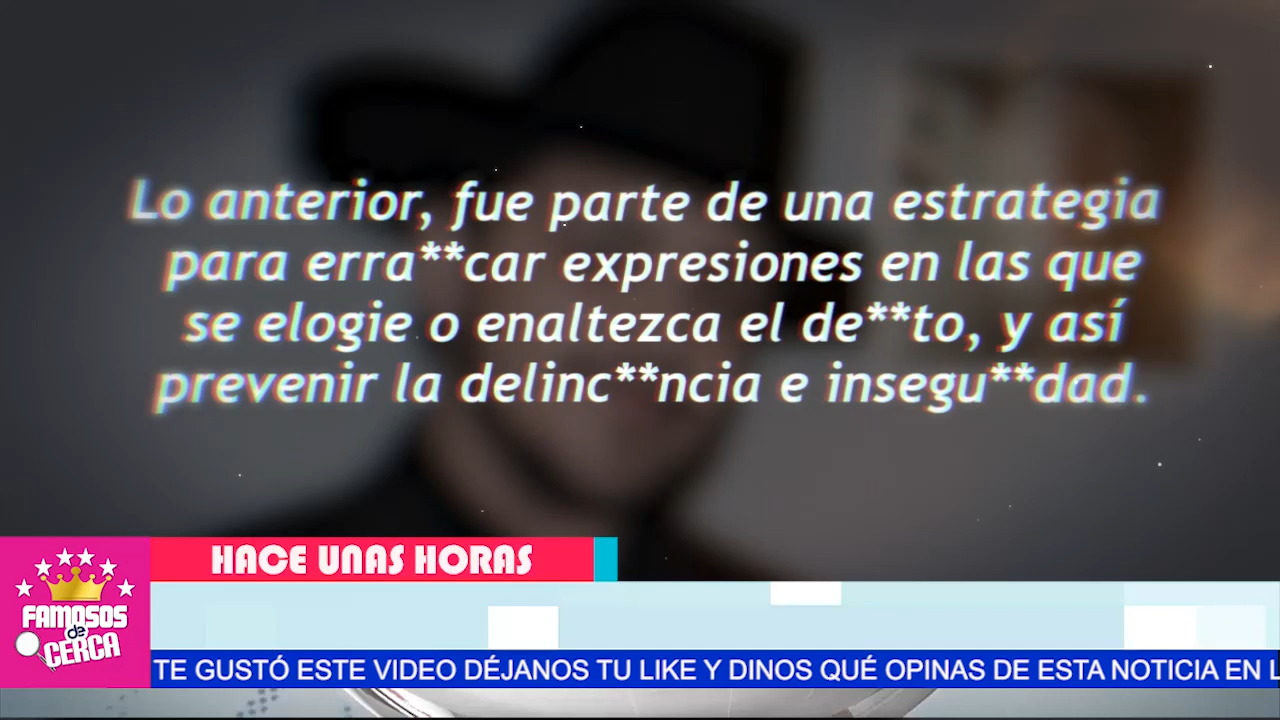 Lo anterior, fue parte de una estrategia
para erra**car expresiones en las que
se elogie o enaltezca el de**to, y así
prevenir la delinc**ncia e insegu**dad.
HACE UNAS HORAS
FAMOSOS
de
CERCA
TE GUSTÓ ESTE VIDEO DÉJANOS TU LIKE Y DINOS QUÉ OPINAS DE ESTA NOTICIA EN L